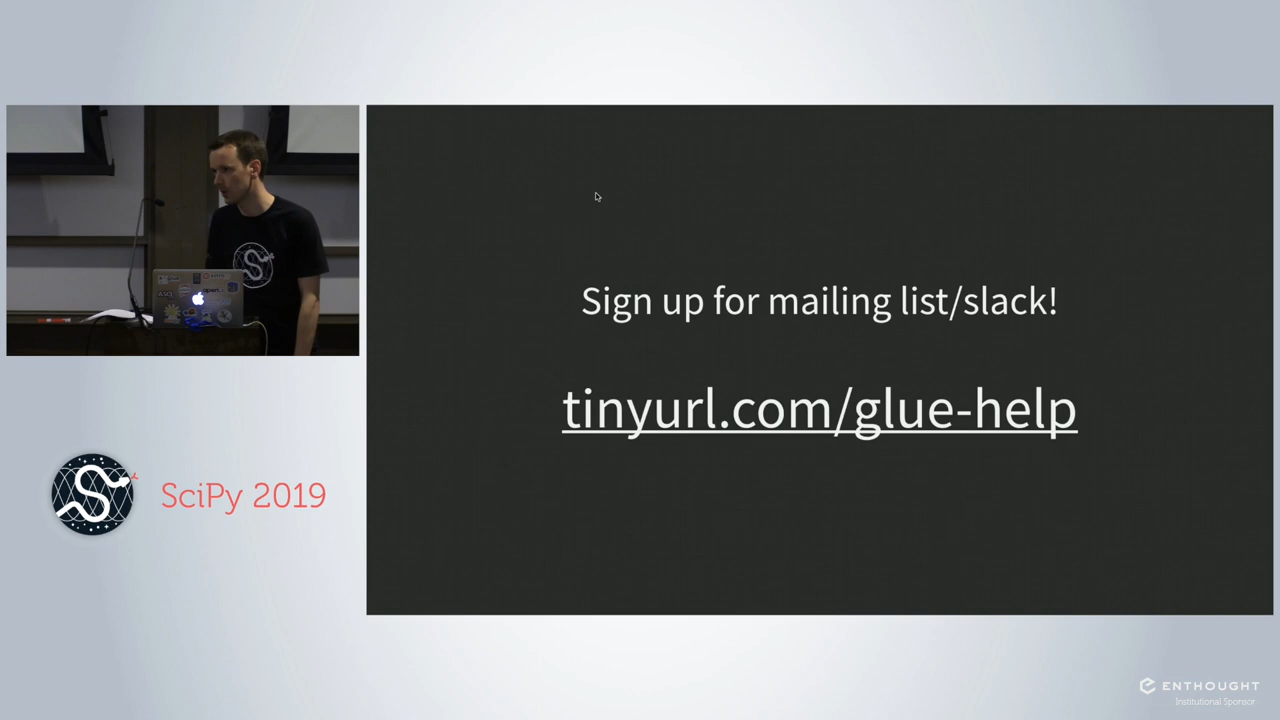 Sign up for mailing list/slack!
tinyurl.com/glue-help
SciPy 2019
ENTHOUGHT
Institutional Sponsor